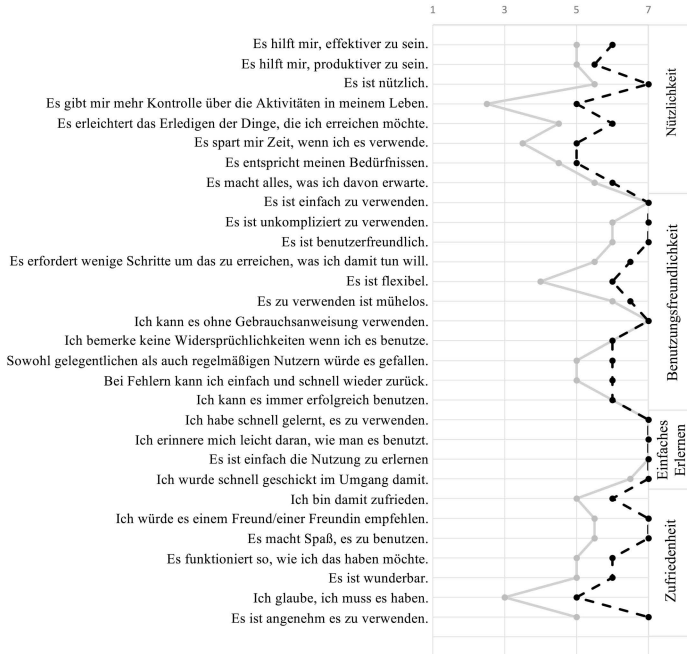 1 3 5 7
Es hilft mir, effektiver zu sein.
Es hilft mir, produktiver zu sein.
Es ist nützlich.
Es gibt mir mehr Kontrolle über die Aktivitäten in meinem Leben.
Es erleichtert das Erledigen der Dinge, die ich erreichen möchte.
Es spart mir Zeit, wenn ich es verwende.
Es entspricht meinen Bedürfnissen.
Es macht alles, was ich davon erwarte.
Nützlichkeit
Es ist einfach zu verwenden.
Es ist unkompliziert zu verwenden.
Es ist benutzerfreundlich.
Es erfordert wenige Schritte um das zu erreichen, was ich damit tun will.
Es ist flexibel.
Es zu verwenden ist mühelos.
Ich kann es ohne Gebrauchsanweisung verwenden.
Ich bemerke keine Widersprüchlichkeiten wenn ich es benutze.
Sowohl gelegentlichen als auch regelmäßigen Nutzern würde es gefallen.
Bei Fehlern kann ich einfach und schnell wieder zurück.
Ich kann es immer erfolgreich benutzen.
Benutzungsfreundlichkeit
Ich habe schnell gelernt, es zu verwenden.
Ich erinnere mich leicht daran, wie man es benutzt.
Es ist einfach die Nutzung zu erlernen
Ich wurde schnell geschickt im Umgang damit.
Einfaches
Erlernen
Ich bin damit zufrieden.
Ich würde es einem Freund/einer Freundin empfehlen.
Es macht Spaß, es zu benutzen.
Es funktioniert so, wie ich das haben möchte.
Es ist wunderbar.
Ich glaube, ich muss es haben.
Es ist angenehm es zu verwenden.
Zufriedenheit